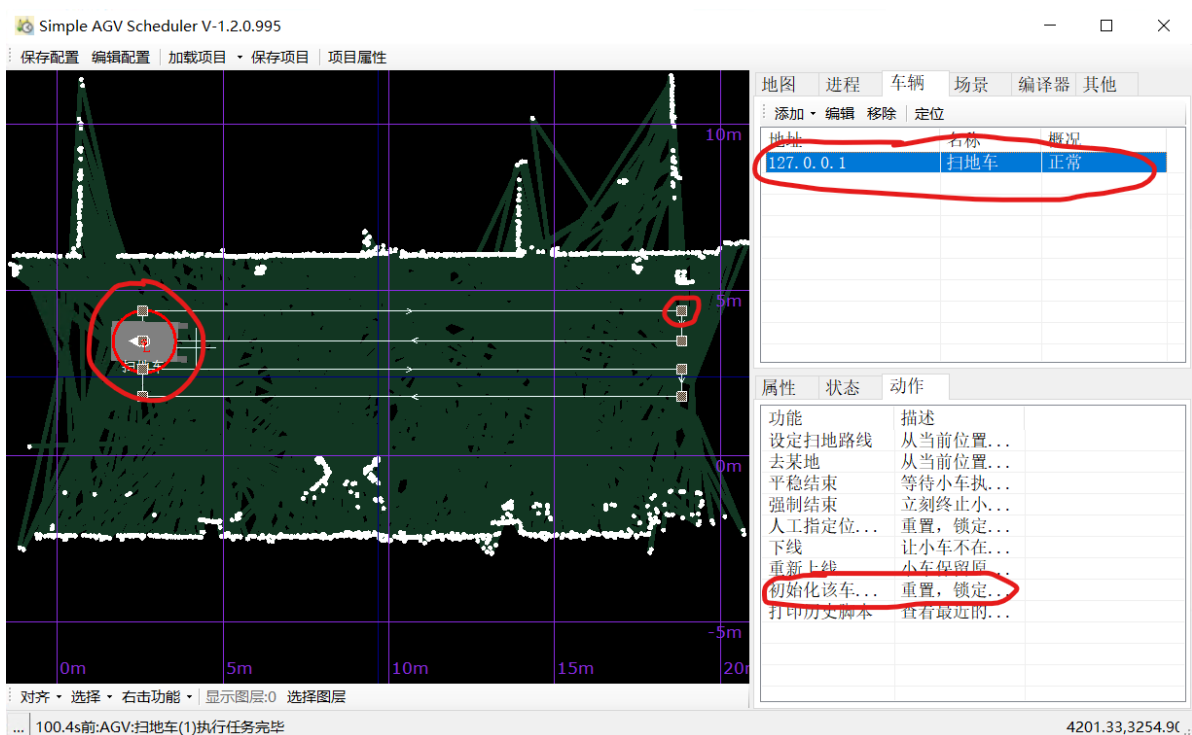 Simple AGV Scheduler V-1.2.0.995
保存配置 编辑配置 加载项目 保存项目 项目属性
地图 进程 车辆 场景 编译器 其他
添加 编辑 移除 定位
地址 名称 概况
127.0.0.1 扫地车 正常
10m
5m
扫地车
0m
-5m
0m 5m 10m 15m 20m
属性 状态 动作
功能 描述
设定扫地路线 从当前位置...
去某地 从当前位置...
平稳结束 等待小车执...
强制结束 立刻终止小...
人工指定位... 重置，锁定...
下线 让小车不在...
重新上线 小车保留原...
初始化该车... 重置，锁定...
打印历史脚本 查看最近的...
对齐 选择 右击功能 显示图层:0 选择图层
... 100.4s前:AGV:扫地车(1)执行任务完毕 4201.33,3254.90